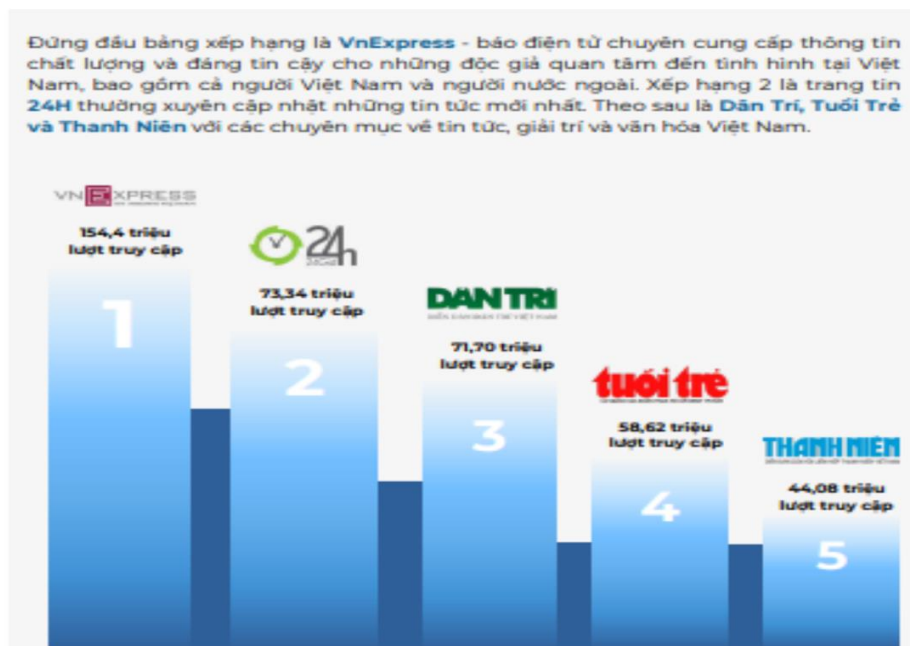 Đứng đầu bảng xếp hạng là VnExpress - báo điện tử chuyên cung cấp thông tin
chất lượng và đáng tin cậy cho những độc giả quan tâm đến tình hình tại Việt
Nam, bao gồm cả người Việt Nam và người nước ngoài. Xếp hạng 2 là trang tin
24H thường xuyên cập nhật những tin tức mới nhất. Theo sau là Dân Trí, Tuổi Trẻ
và Thanh Niên với các chuyên mục về tin tức, giải trí và văn hóa Việt Nam.
VNEXPRESS
154,4 triệu
lượt truy cập
1
24h
73,34 triệu
lượt truy cập
2
DÂN TRÍ
71,70 triệu
lượt truy cập
3
tuổi trẻ
58,62 triệu
lượt truy cập
4
THANH NIÊN
44,08 triệu
lượt truy cập
5